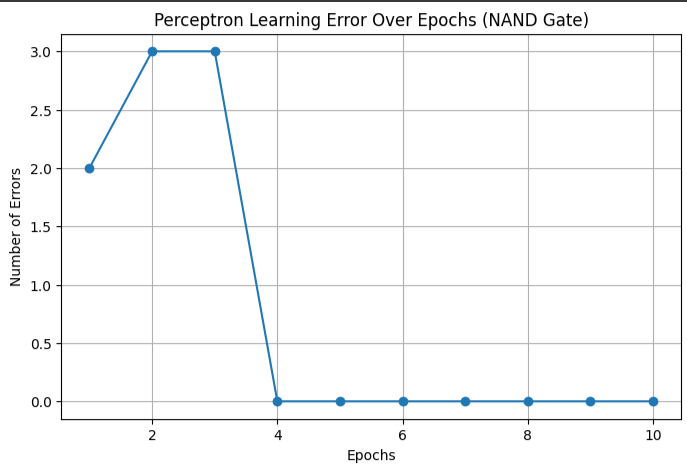 Perceptron Learning Error Over Epochs (NAND Gate)
Number of Errors
3.0
2.5
2.0
1.5
1.0
0.5
0.0
2 4 6 8 10
Epochs